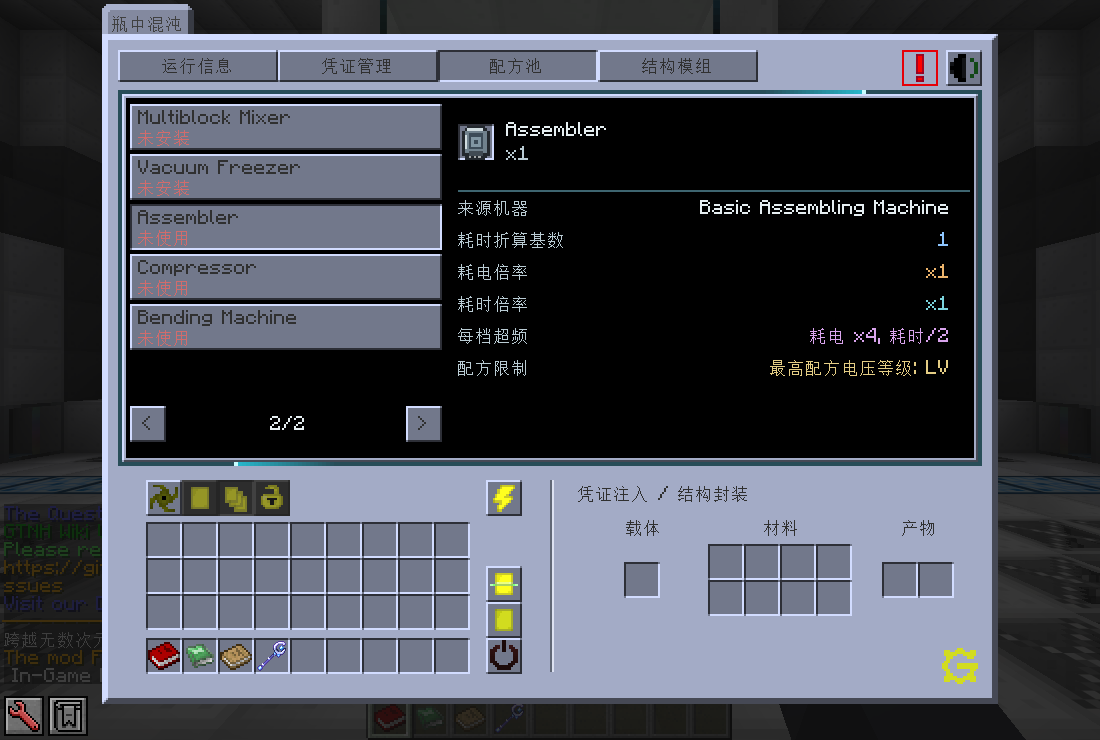 瓶中混沌
运行信息
凭证管理
配方池
结构模组
Multiblock Mixer
未安装
Vacuum Freezer
未安装
Assembler
未使用
Compressor
未使用
Bending Machine
未使用
< 2/2 >
Assembler
x1
来源机器 Basic Assembling Machine
耗时折算基数 1
耗电倍率 x1
耗时倍率 x1
每档超频 耗电 x4, 耗时/2
配方限制 最高配方电压等级: LV
凭证注入 / 结构封装
载体
材料
产物
The Quest
GTNH Wiki
Please re
https://gi
ssues
Visit our
跨越无数次元
The mod F
In-Game